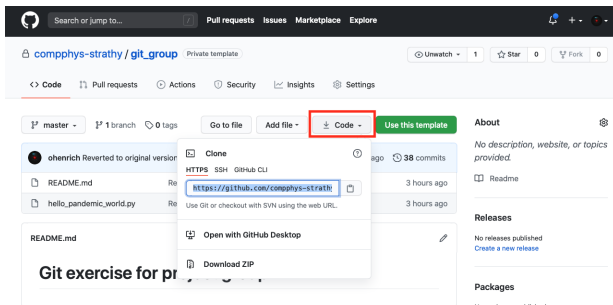 Search or jump to... / Pull requests Issues Marketplace Explore
compphys-strathy / git_group Private template
Unwatch 1 Star 0 Fork 0
Code Pull requests Actions Security Insights Settings
master 1 branch 0 tags Go to file Add file Code Use this template
About
No description, website, or topics provided.
Readme
Releases
No releases published
Create a new release
Packages
ohenrich Reverted to original version ago 38 commits
README.md Re 3 hours ago
hello_pandemic_world.py Re 3 hours ago
Clone
HTTPS SSH GitHub CLI
https://github.com/compphys-strath
Use Git or checkout with SVN using the web URL.
Open with GitHub Desktop
Download ZIP
README.md
Git exercise for pr